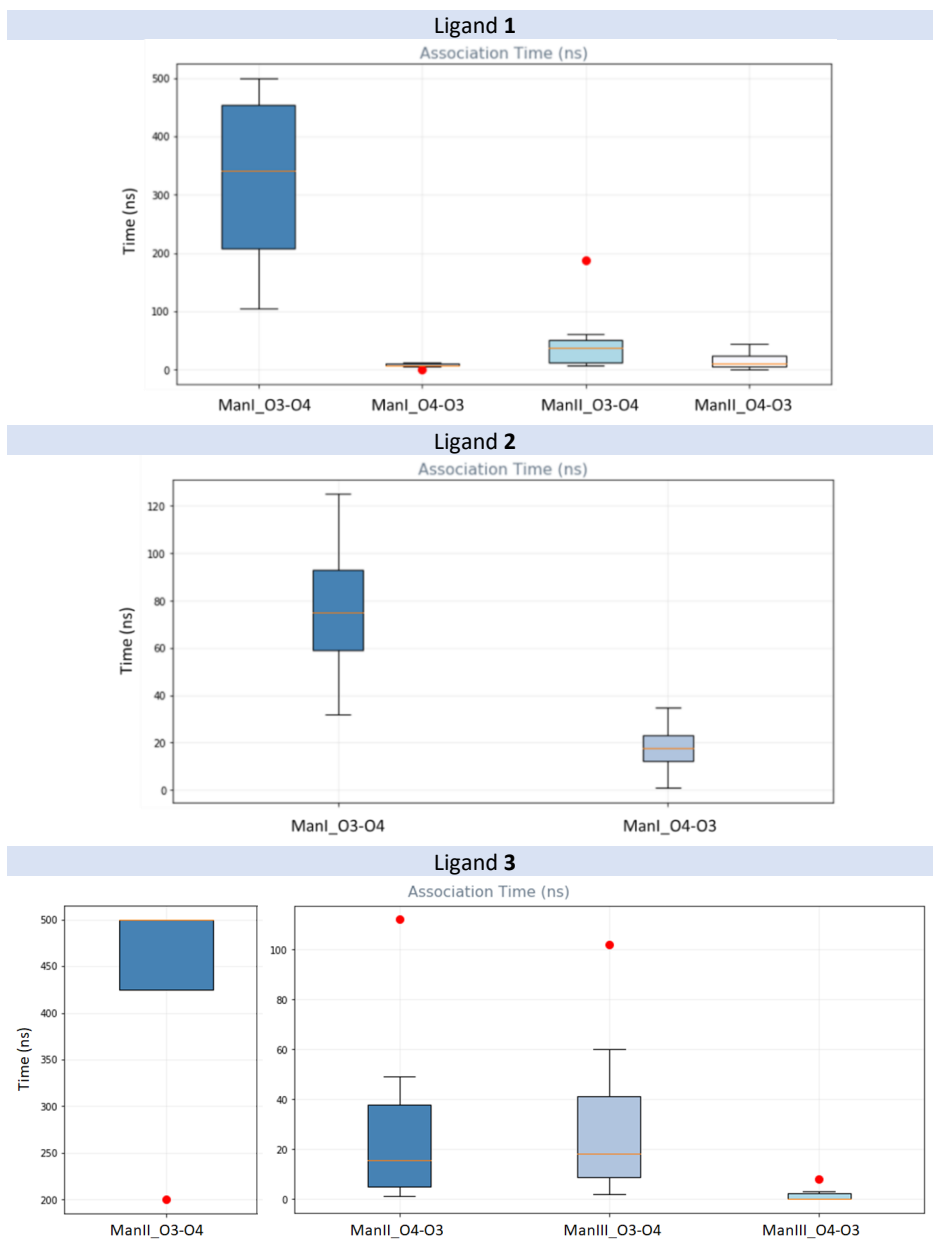 Ligand 1
Association Time (ns)
500
400
300
200
100
0
Time (ns)
ManI_O3-O4 ManI_O4-O3 ManII_O3-O4 ManII_O4-O3
Ligand 2
Association Time (ns)
120
100
80
60
40
20
0
Time (ns)
ManI_O3-O4 ManI_O4-O3
Ligand 3
Association Time (ns)
500
450
400
350
300
250
200
Time (ns)
ManII_O3-O4
100
80
60
40
20
0
ManII_O4-O3 ManIII_O3-O4 ManIII_O4-O3